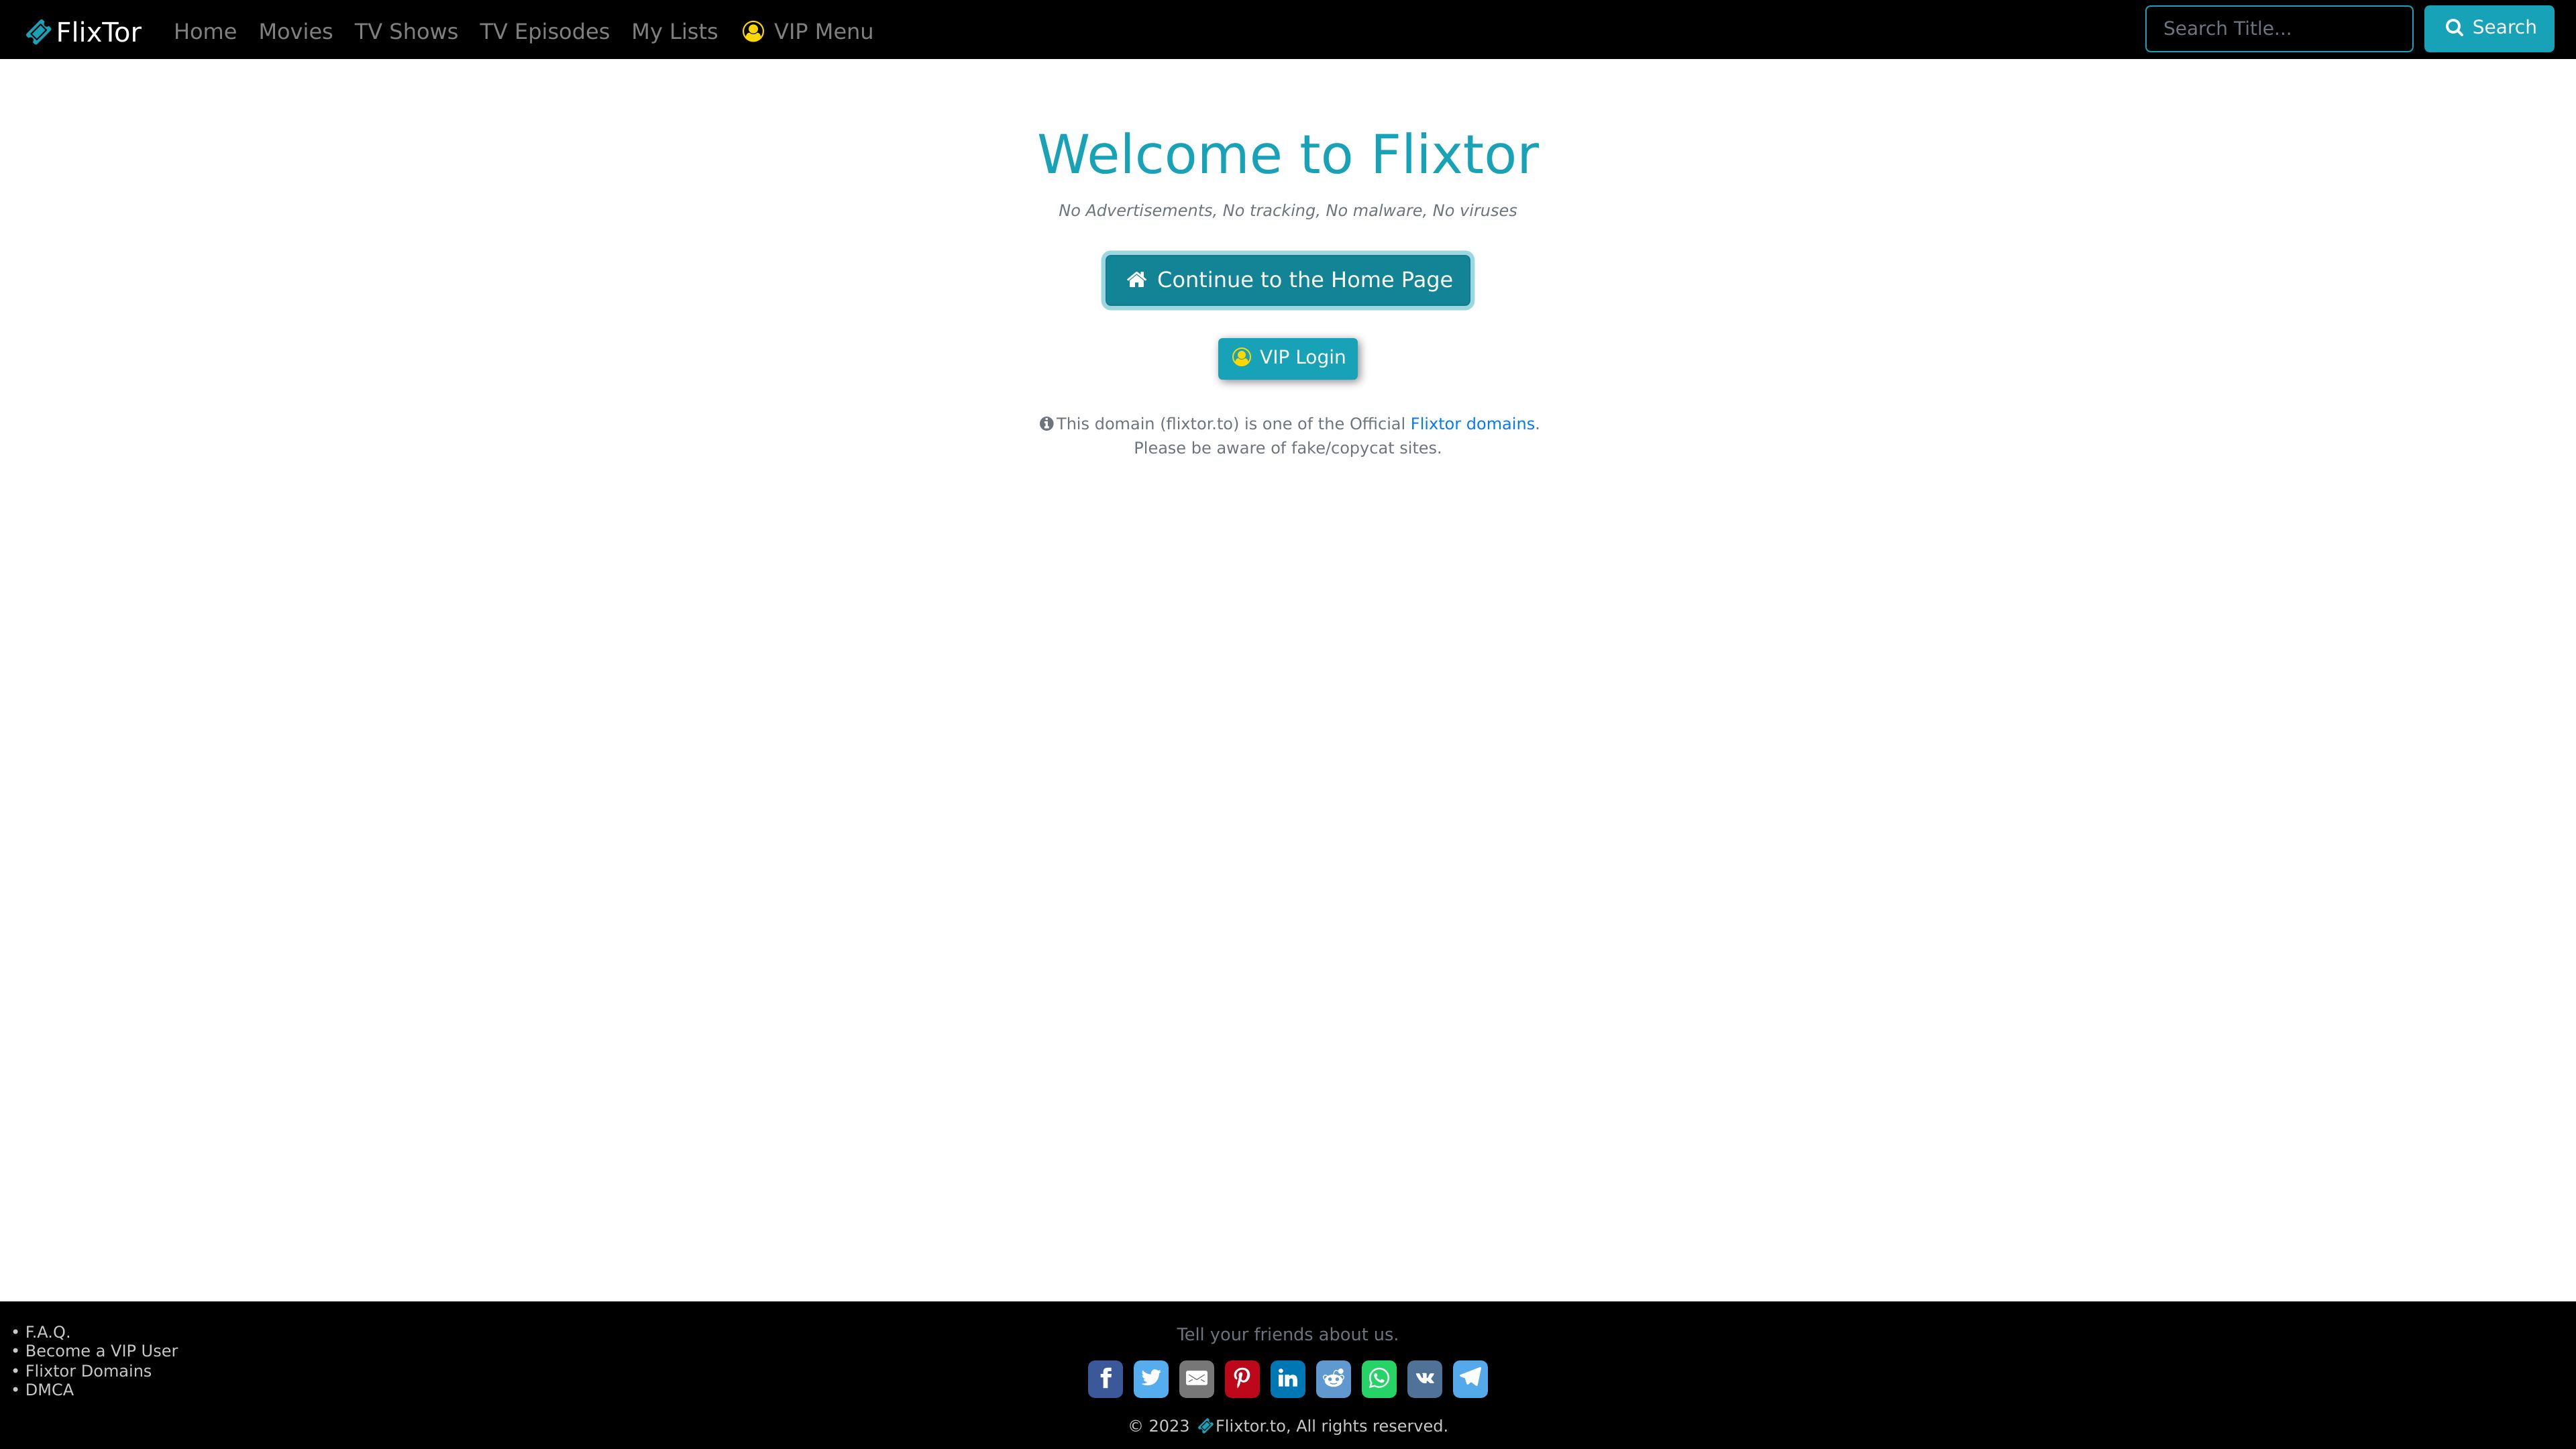 FlixTor Home Movies TV Shows TV Episodes My Lists VIP Menu Search Title... Search
Welcome to Flixtor
No Advertisements, No tracking, No malware, No viruses
Continue to the Home Page
VIP Login
This domain (flixtor.to) is one of the Official Flixtor domains.
Please be aware of fake/copycat sites.
• F.A.Q.
• Become a VIP User
• Flixtor Domains
• DMCA
Tell your friends about us.
© 2023 Flixtor.to, All rights reserved.